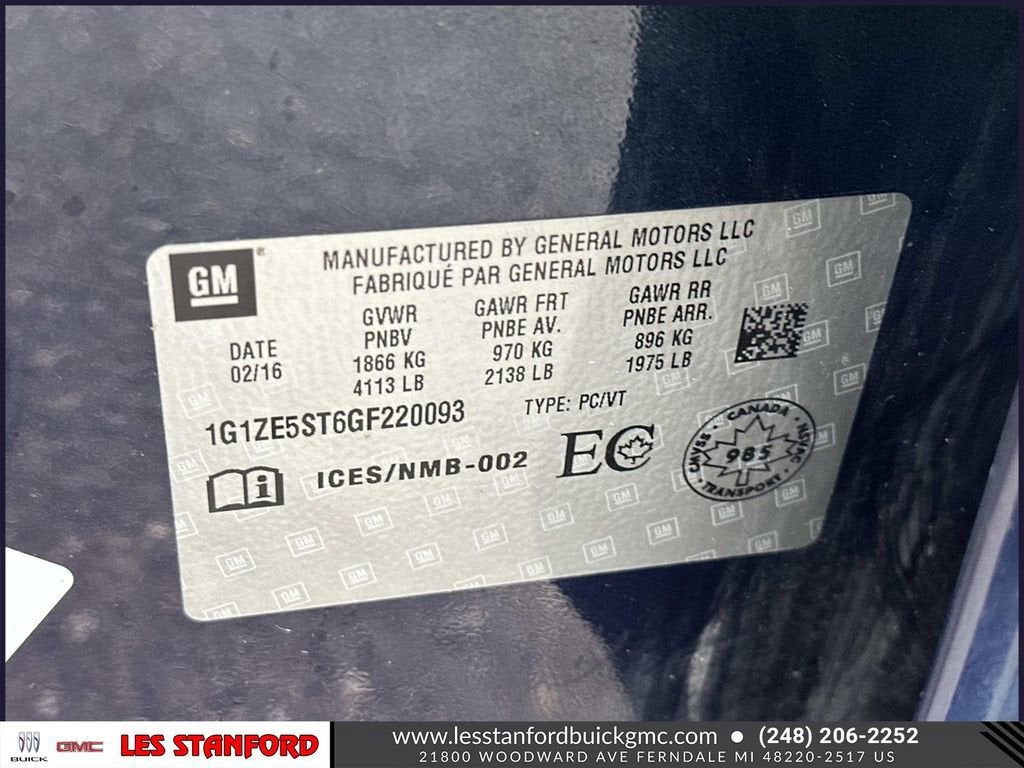 GM
MANUFACTURED BY GENERAL MOTORS LLC
FABRIQUÉ PAR GENERAL MOTORS LLC
DATE
02/16
GVWR
PNBV
1866 KG
4113 LB
GAWR FRT
PNBE AV.
970 KG
2138 LB
GAWR RR
PNBE ARR.
896 KG
1975 LB
1G1ZE5ST6GF220093
TYPE: PC/VT
i ICES/NMB-002
EC
CANADA
CMVSS
985
NSVAC
TRANSPORT
BUICK
GMC
LES STANFORD
www.lesstanfordbuickgmc.com • (248) 206-2252
21800 WOODWARD AVE FERNDALE MI 48220-2517 US